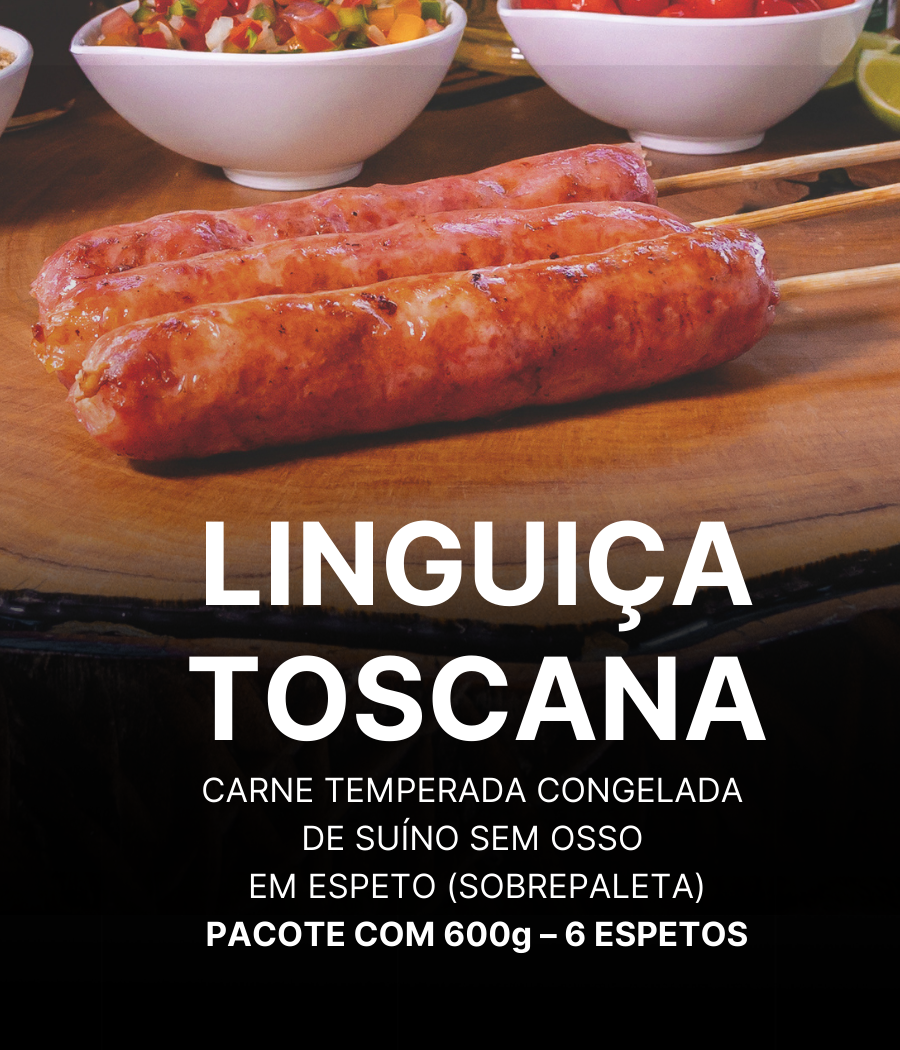 LINGUIÇA
TOSCANA
CARNE TEMPERADA CONGELADA
DE SUÍNO SEM OSSO
EM ESPETO (SOBREPALETA)
PACOTE COM 600g – 6 ESPETOS